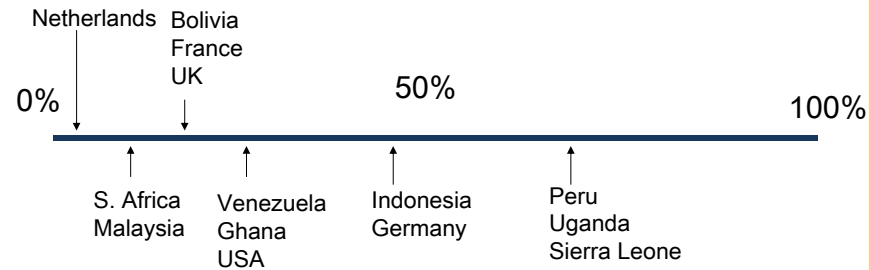 Netherlands
Bolivia
France
UK
0%
50%
100%
S. Africa
Malaysia
Venezuela
Ghana
USA
Indonesia
Germany
Peru
Uganda
Sierra Leone